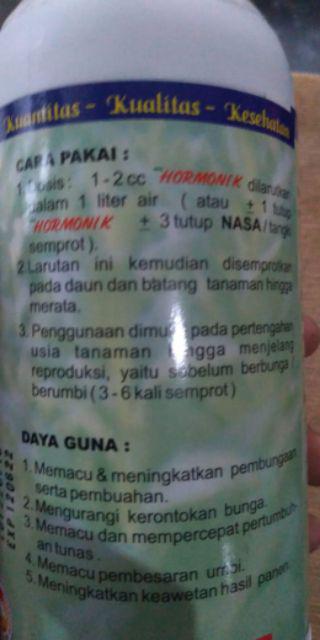 Kuantitas - Kualitas - Kesehatan
CARA PAKAI :
1. Dosis : 1 - 2 cc HORMONIK dilarutkan
dalam 1 liter air ( atau ± 1 tutup
HORMONIK ± 3 tutup NASA / tangki
semprot ).
2. Larutan ini kemudian disemprotkan
pada daun dan batang tanaman hingga
merata.
3. Penggunaan dimulai pada pertengahan
usia tanaman hingga menjelang
reproduksi, yaitu sebelum berbunga /
berumbi ( 3 - 6 kali semprot )
DAYA GUNA :
1. Memacu & meningkatkan pembungaan
serta pembuahan.
2. Mengurangi kerontokan bunga.
3. Memacu dan mempercepat pertumbuh-
an tunas .
4. Memacu pembesaran umbi.
5. Meningkatkan keawetan hasil panen.
EXP 120622